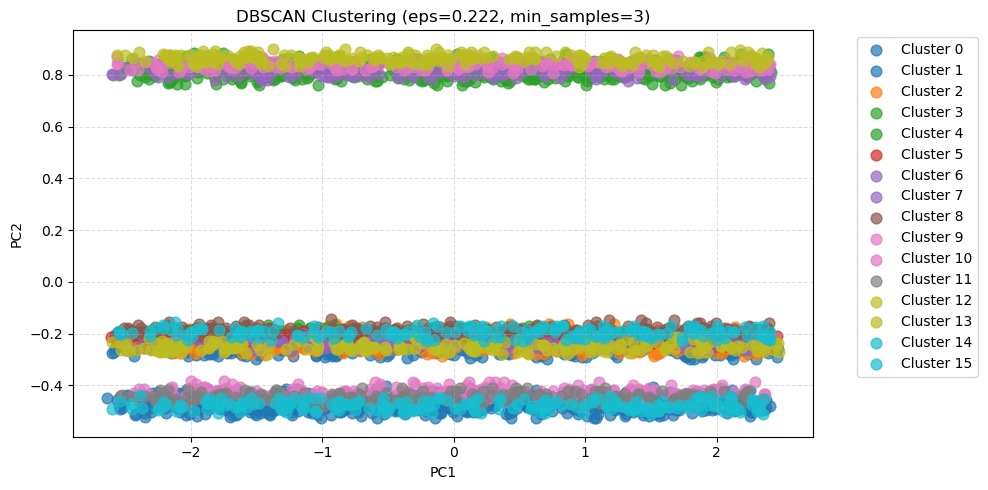 DBSCAN Clustering (eps=0.222, min_samples=3)
PC2
0.8
0.6
0.4
0.2
0.0
−0.2
−0.4
−2
−1
0
1
2
PC1
Cluster 0
Cluster 1
Cluster 2
Cluster 3
Cluster 4
Cluster 5
Cluster 6
Cluster 7
Cluster 8
Cluster 9
Cluster 10
Cluster 11
Cluster 12
Cluster 13
Cluster 14
Cluster 15